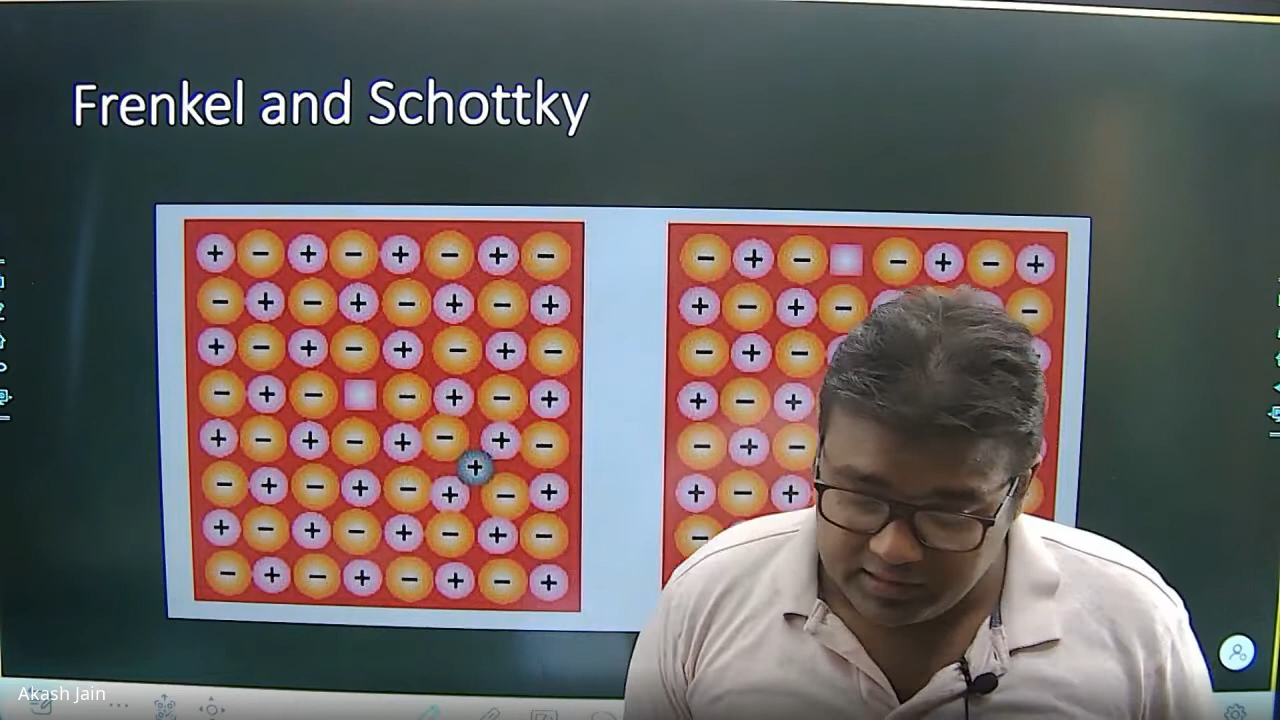 Frenkel and Schottky
+ − + − + − + − − + − − + − +
− + − + − + − + + − + − −
+ − + − + − + − − + −
− + − − + − + + − +
+ − + − + − + − − + −
+
− + − + − + − + + − +
+ − + − + − + − −
− + − + − + − +
Akash Jain